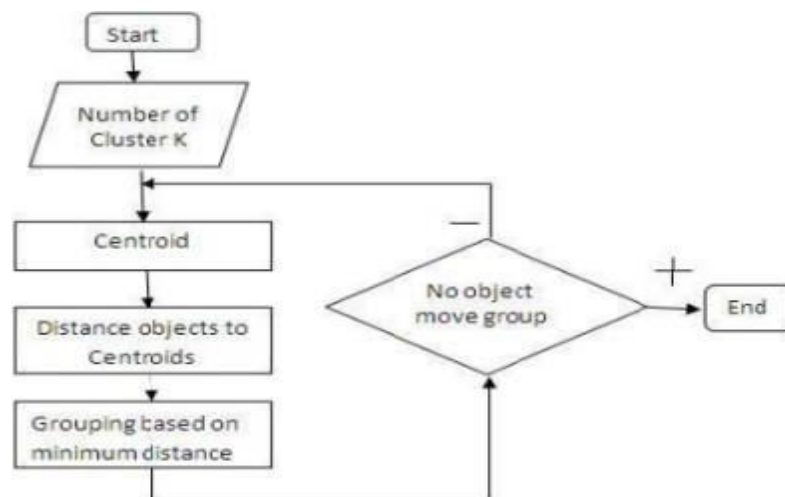 Start
Number of
Cluster K
Centroid
Distance objects to
Centroids
Grouping based on
minimum distance
—
No object
move group
+
End